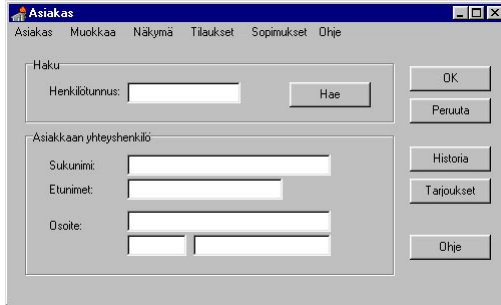 Asiakas
Asiakas Muokkaa Näkymä Tilaukset Sopimukset Ohje
Haku
Henkilötunnus: Hae
OK
Peruuta
Asiakkaan yhteyshenkilö
Sukunimi:
Etunimet:
Osoite:
Historia
Tarjoukset
Ohje